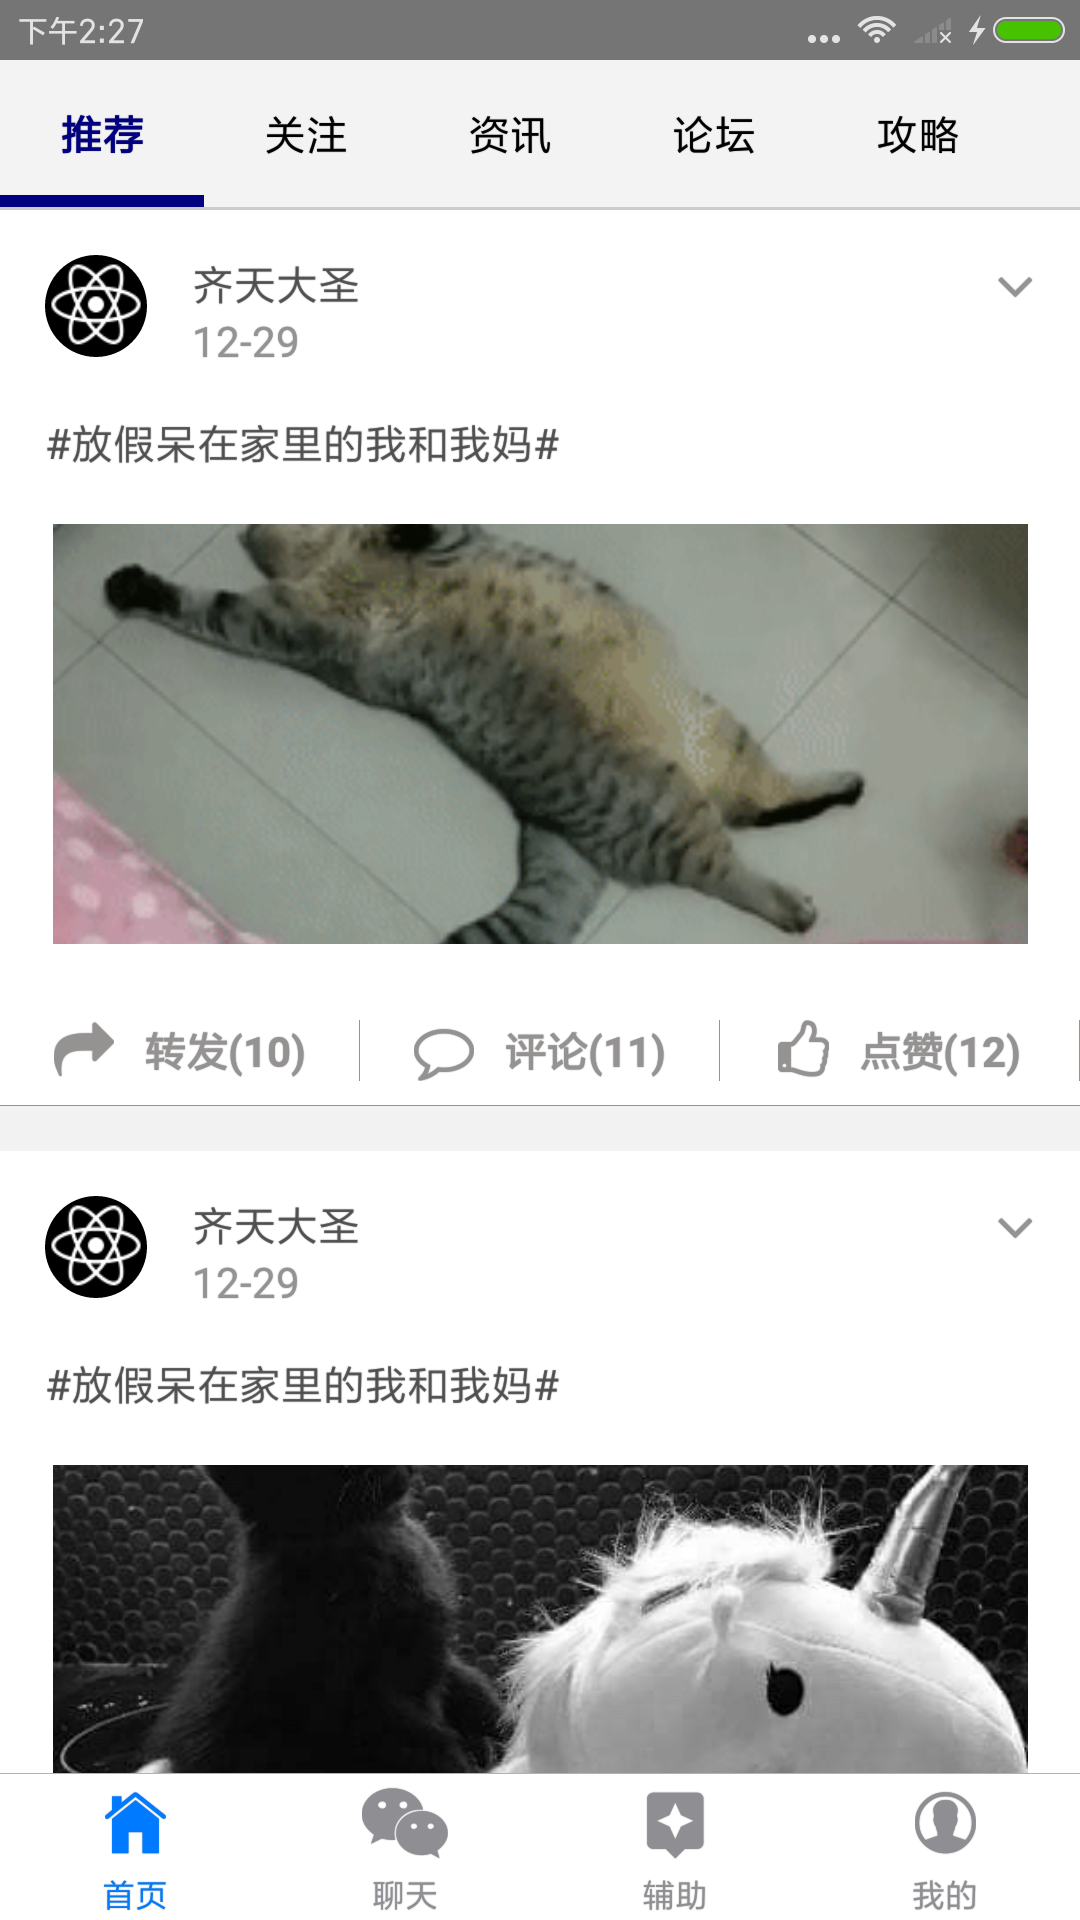 下午2:27
推荐 关注 资讯 论坛 攻略
齐天大圣
12-29
#放假呆在家里的我和我妈#
转发(10) 评论(11) 点赞(12)
齐天大圣
12-29
#放假呆在家里的我和我妈#
首页 聊天 辅助 我的